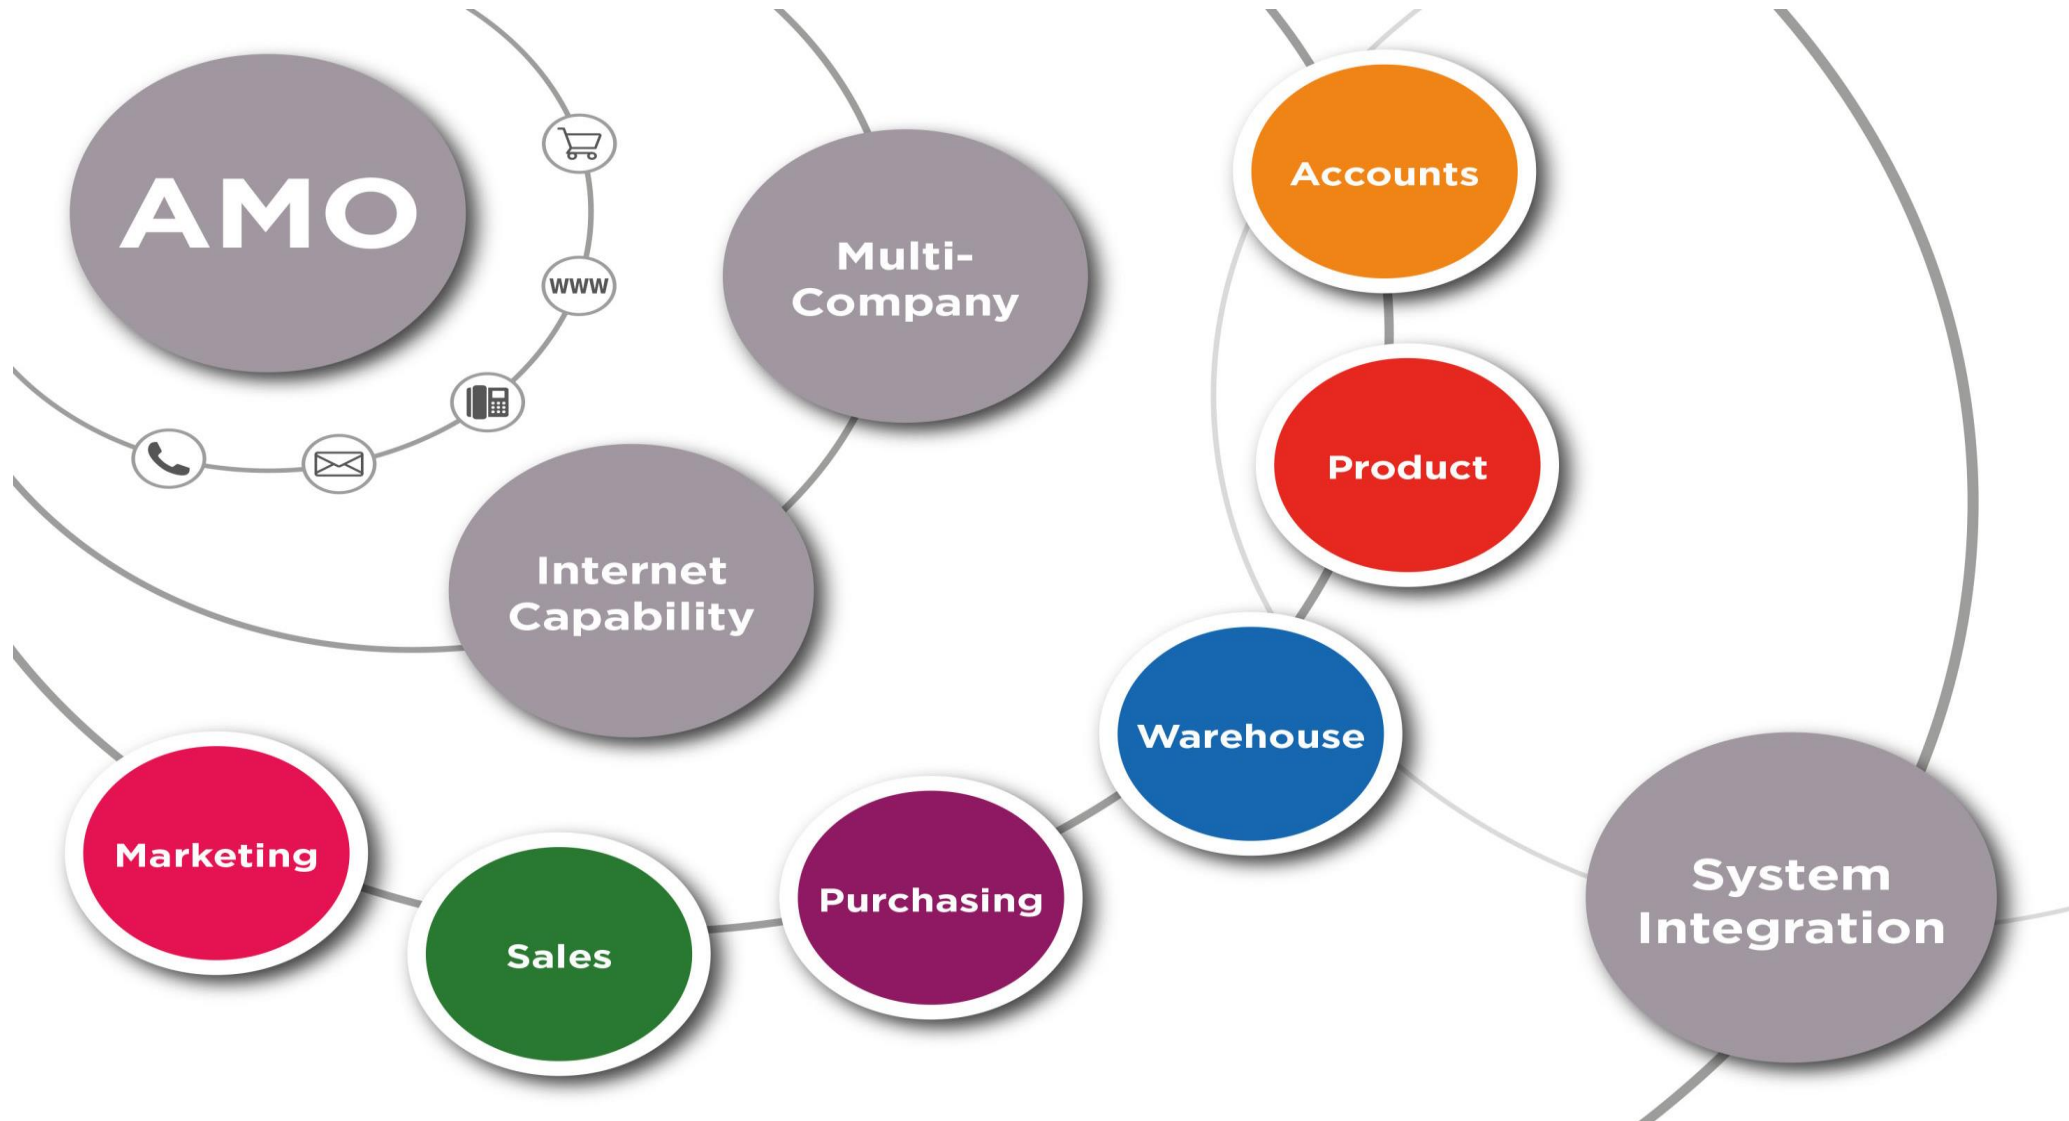 AMO
www
Multi-
Company
Internet
Capability
Accounts
Product
Warehouse
Purchasing
Sales
Marketing
System
Integration